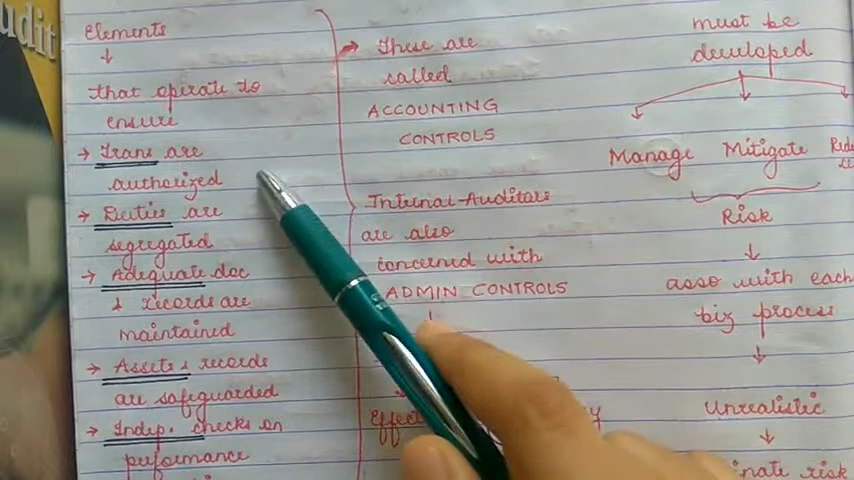 udit
Elements
↓
that operate to
ensure
→ Trans are
authorized
→ Duties are
segregated
→ Adequate doc
& records are
maintained
→ Assets & records
are safeguarded
→ Indep. checks on
performance
→ These are
called
ACCOUNTING
CONTROLS
Internal Auditors
are also
concerned with
ADMIN CONTROLS
↓
must be
developed
Manage Mitigate
Risk
↓
asso with each
biz process
↓
Unrealistic
↓
risk